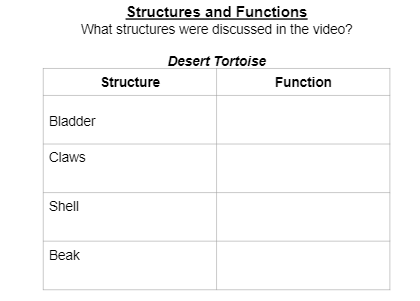 Structures and Functions
What structures were discussed in the video?
Desert Tortoise
Structure Function
Bladder
Claws
Shell
Beak